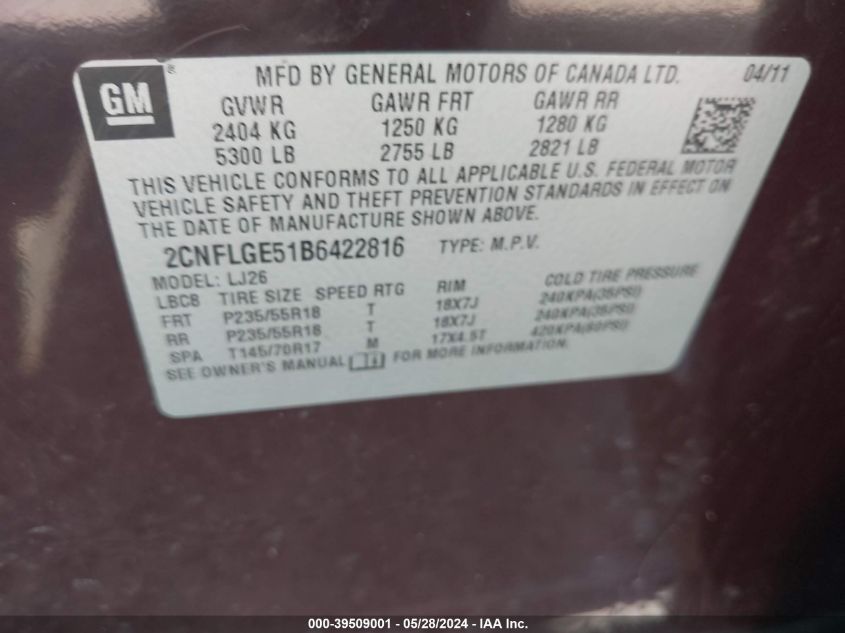 GM ®
MFD BY GENERAL MOTORS OF CANADA LTD. 04/11
GVWR GAWR FRT GAWR RR
2404 KG 1250 KG 1280 KG
5300 LB 2755 LB 2821 LB
THIS VEHICLE CONFORMS TO ALL APPLICABLE U.S. FEDERAL MOTOR
VEHICLE SAFETY AND THEFT PREVENTION STANDARDS IN EFFECT ON
THE DATE OF MANUFACTURE SHOWN ABOVE.
2CNFLGE51B6422816 TYPE: M.P.V.
MODEL: LJ26
LBC8 TIRE SIZE SPEED RTG RIM COLD TIRE PRESSURE
FRT P235/55R18 T 18X7J 240KPA(35PSI)
RR P235/55R18 T 18X7J 240KPA(35PSI)
SPA T145/70R17 M 17X4.5T 420KPA(60PSI)
SEE OWNER'S MANUAL FOR MORE INFORMATION.
000-39509001 - 05/28/2024 - IAA Inc.